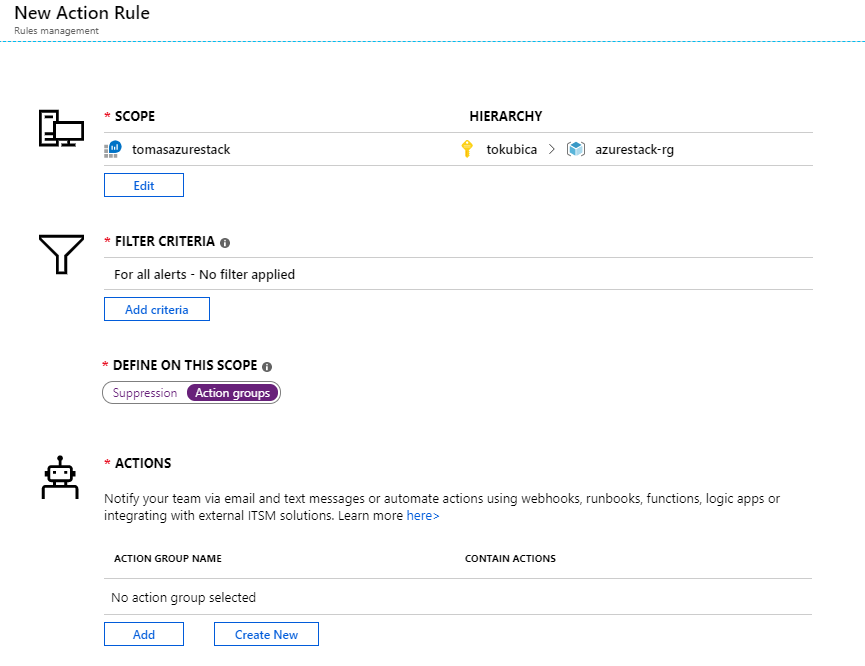 New Action Rule
Rules management
* SCOPE HIERARCHY
tomasazurestack tokubica > azurestack-rg
Edit
* FILTER CRITERIA i
For all alerts - No filter applied
Add criteria
* DEFINE ON THIS SCOPE i
Suppression Action groups
* ACTIONS
Notify your team via email and text messages or automate actions using webhooks, runbooks, functions, logic apps or
integrating with external ITSM solutions. Learn more here>
ACTION GROUP NAME CONTAIN ACTIONS
No action group selected
Add Create New